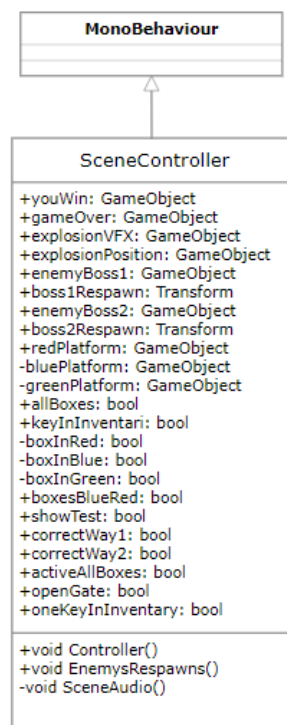 MonoBehaviour
SceneController
+youWin: GameObject
+gameOver: GameObject
+explosionVFX: GameObject
+explosionPosition: GameObject
+enemyBoss1: GameObject
+boss1Respawn: Transform
+enemyBoss2: GameObject
+boss2Respawn: Transform
+redPlatform: GameObject
-bluePlatform: GameObject
-greenPlatform: GameObject
+allBoxes: bool
+keyInInventari: bool
-boxInRed: bool
-boxInBlue: bool
-boxInGreen: bool
+boxesBlueRed: bool
+showTest: bool
+correctWay1: bool
+correctWay2: bool
+activeAllBoxes: bool
+openGate: bool
+oneKeyInInventary: bool
+void Controller()
+void EnemysRespawns()
-void SceneAudio()